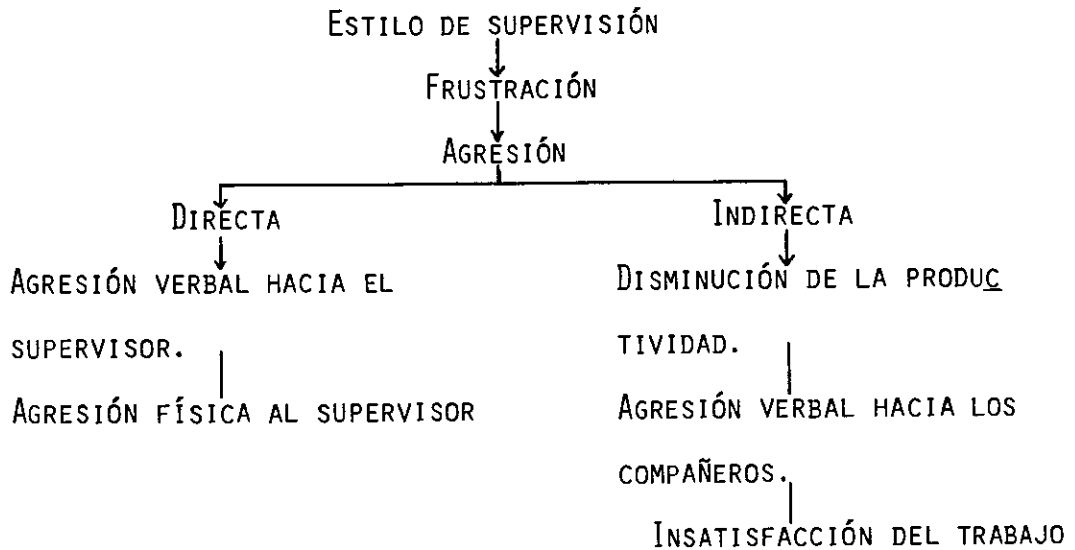 ESTILO DE SUPERVISIÓN
FRUSTRACIÓN
AGRESIÓN
DIRECTA
AGRESIÓN VERBAL HACIA EL
SUPERVISOR.
AGRESIÓN FÍSICA AL SUPERVISOR
INDIRECTA
DISMINUCIÓN DE LA PRODUC
TIVIDAD.
AGRESIÓN VERBAL HACIA LOS
COMPAÑEROS.
INSATISFACCIÓN DEL TRABAJO